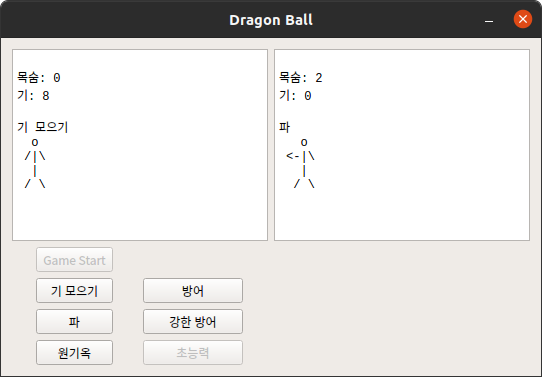 Dragon Ball
목숨: 0
기: 8
기 모으기
o
/|\
|
/ \
목숨: 2
기: 0
파
o
<-|\
|
/ \
Game Start
기 모으기
방어
파
강한 방어
원기옥
초능력